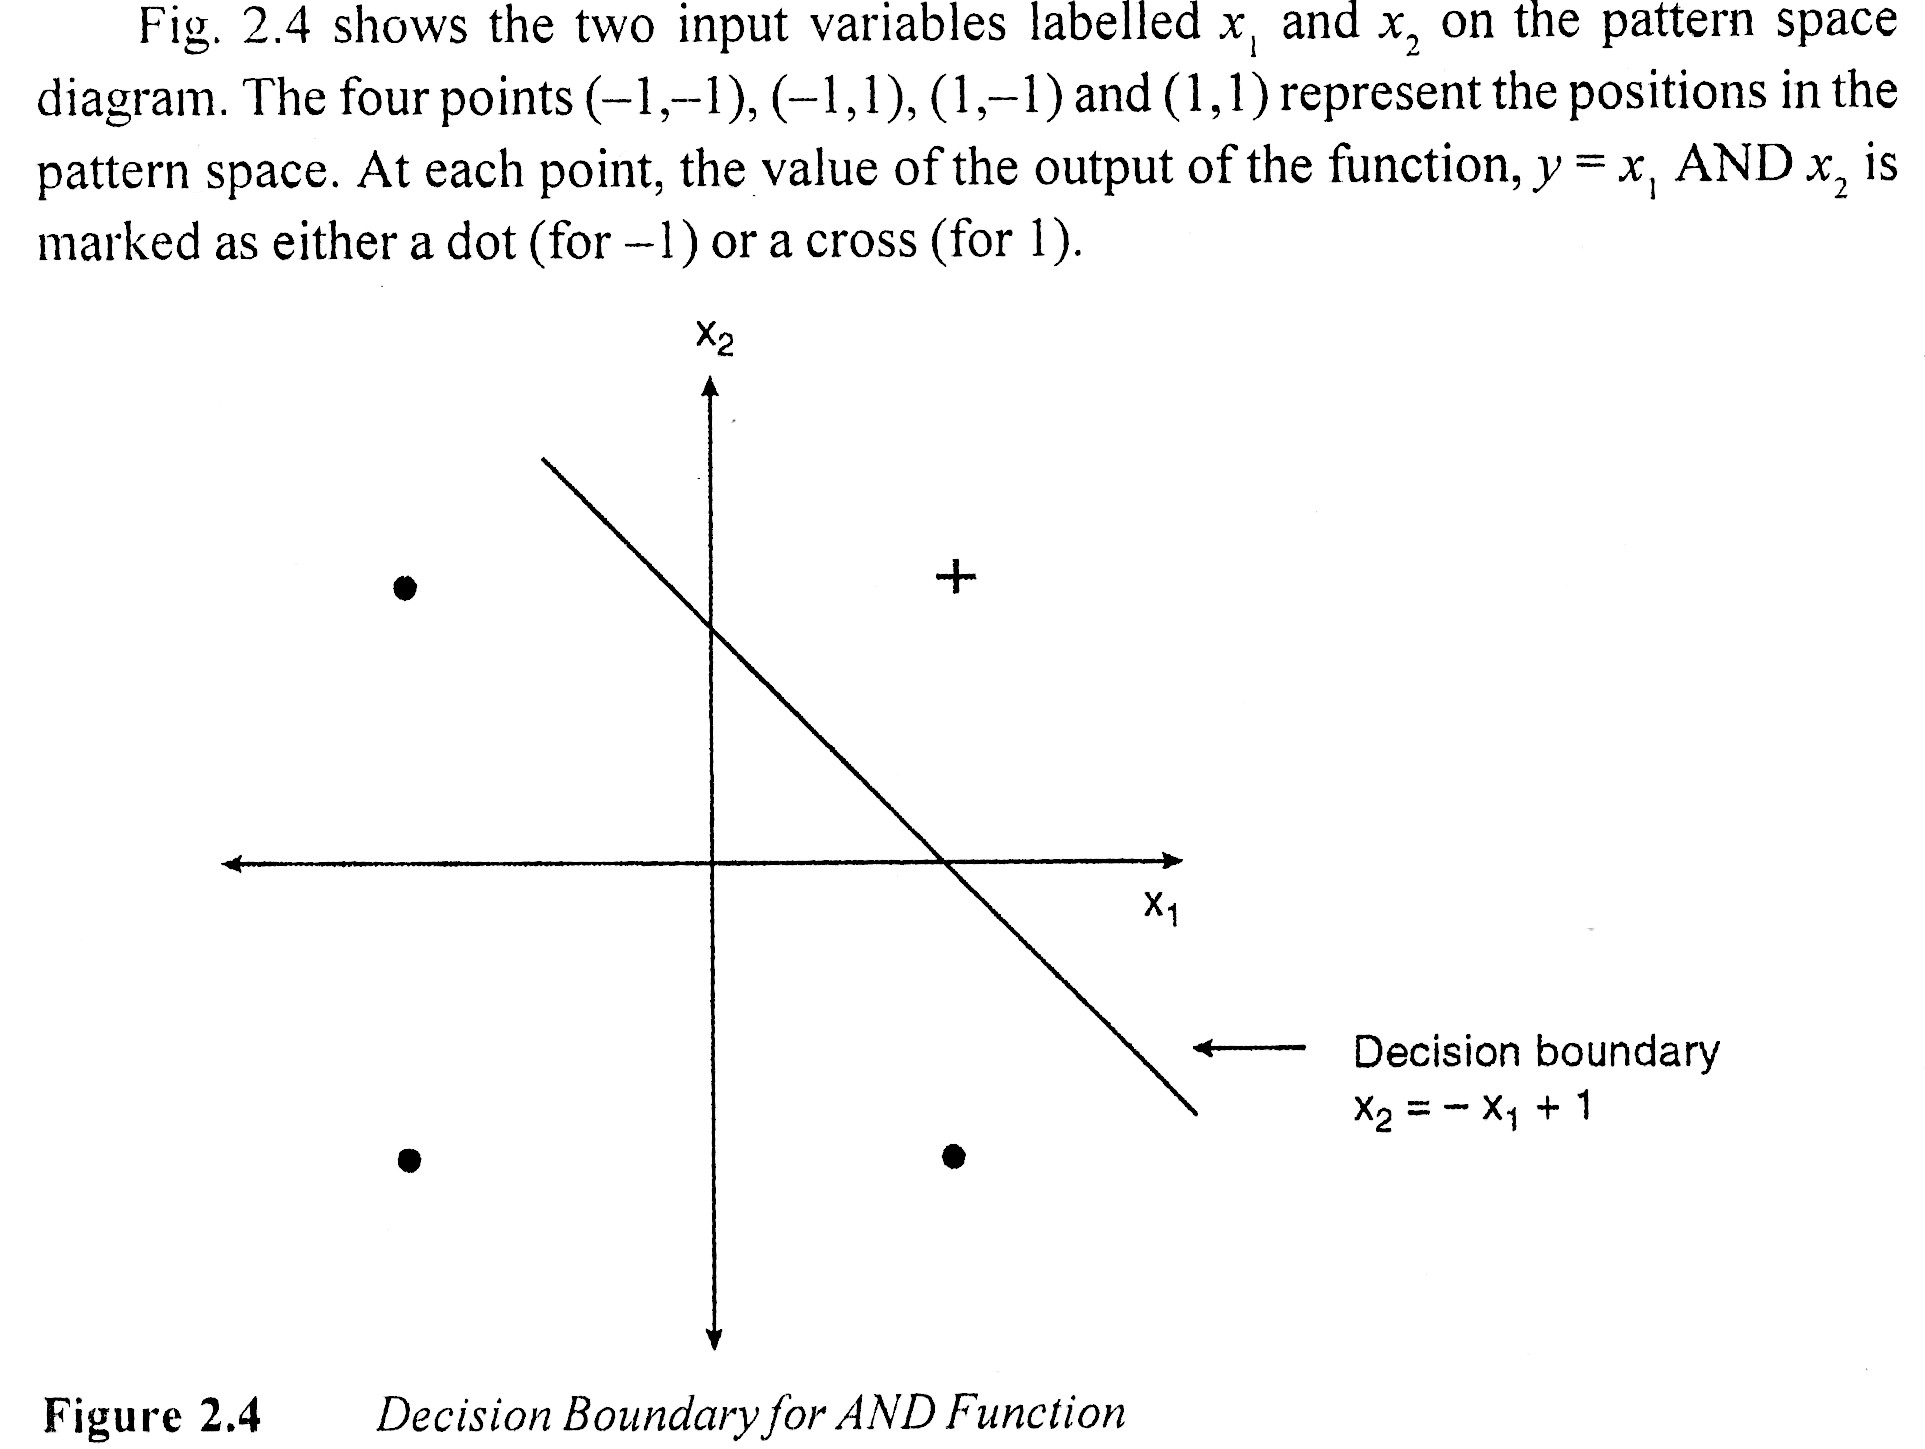 Fig. 2.4 shows the two input variables labelled x₁ and x₂ on the pattern space
diagram. The four points (–1,–1), (–1,1), (1,–1) and (1,1) represent the positions in the
pattern space. At each point, the value of the output of the function, y = x₁ AND x₂ is
marked as either a dot (for –1) or a cross (for 1).
X₂
X₁
Decision boundary
X₂ = – X₁ + 1
Figure 2.4 Decision Boundary for AND Function